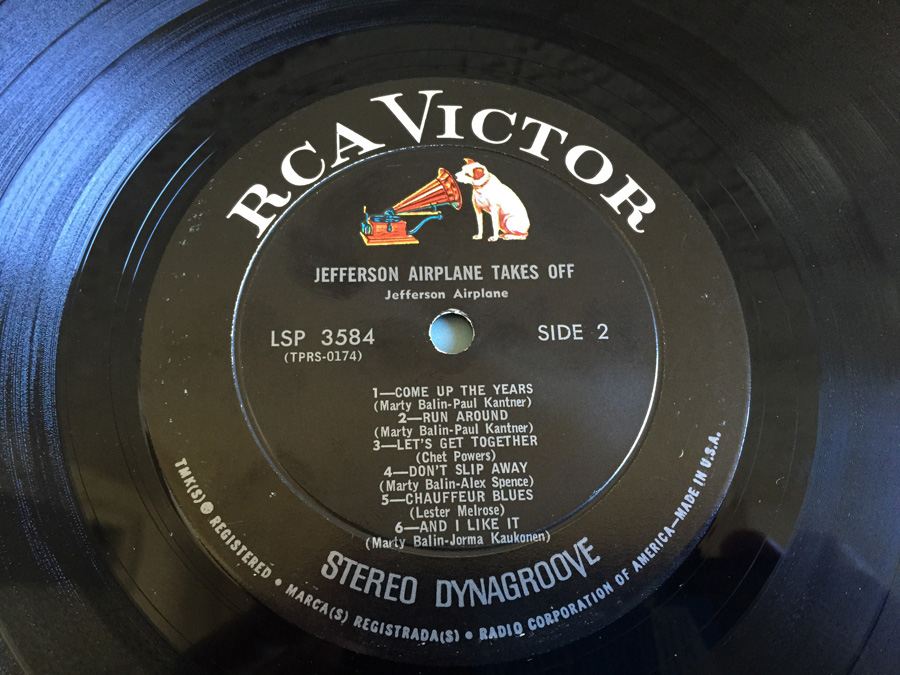 RCA VICTOR
JEFFERSON AIRPLANE TAKES OFF
Jefferson Airplane
LSP 3584
(TPRS-0174)
SIDE 2
1—COME UP THE YEARS
(Marty Balin-Paul Kantner)
2—RUN AROUND
(Marty Balin-Paul Kantner)
3—LET'S GET TOGETHER
(Chet Powers)
4—DON'T SLIP AWAY
(Marty Balin-Alex Spence)
5—CHAUFFEUR BLUES
(Lester Melrose)
6—AND I LIKE IT
(Marty Balin-Jorma Kaukonen)
STEREO DYNAGROOVE
TMK(S) ® REGISTERED • MARCA(S) REGISTRADA(S) • RADIO CORPORATION OF AMERICA—MADE IN U.S.A.